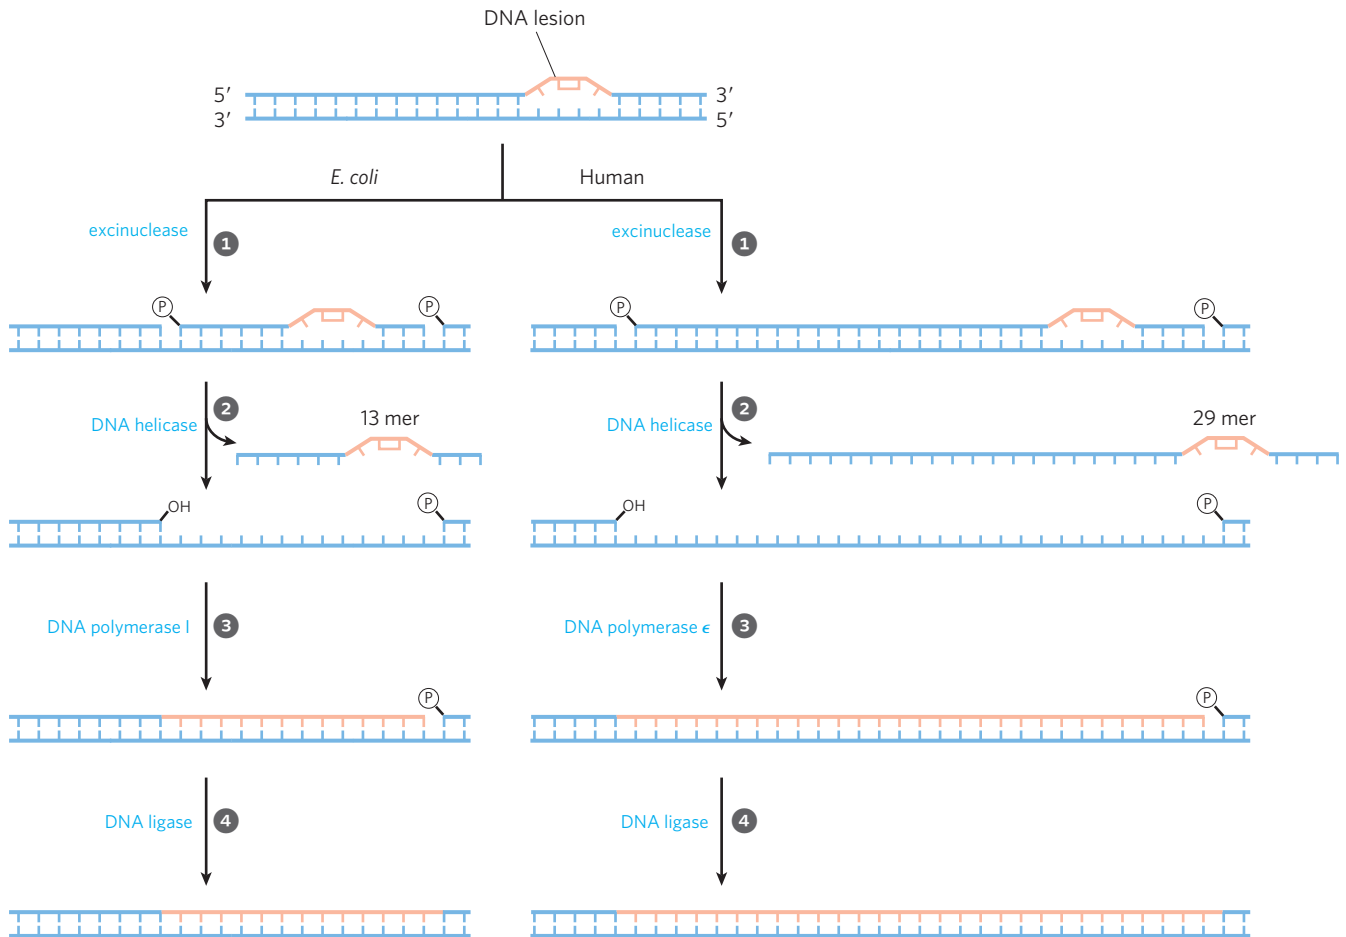 DNA lesion
5′ 3′
3′ 5′
E. coli Human
excinuclease 1 excinuclease 1
P P P P
DNA helicase 2 13 mer DNA helicase 2 29 mer
OH P OH P
DNA polymerase I 3 DNA polymerase ϵ 3
P P
DNA ligase 4 DNA ligase 4